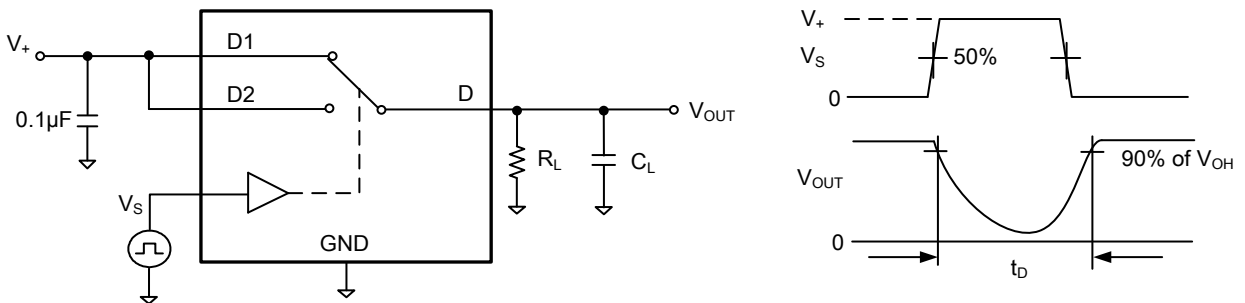 V+
D1
D2
D
0.1µF
VOUT
RL
CL
VS
GND
V+
VS
50%
0
VOUT
90% of VOH
0
tD